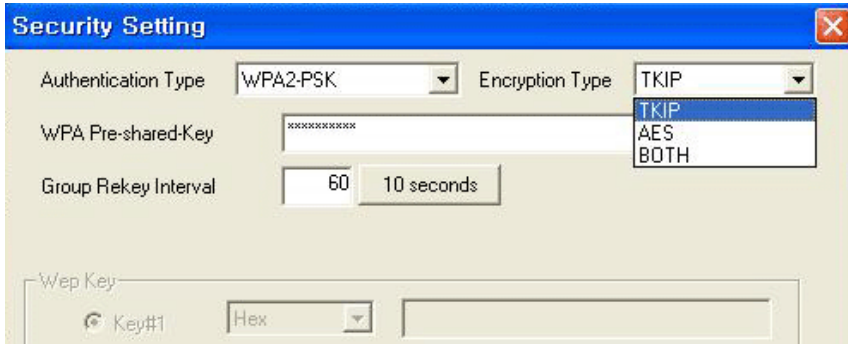 Security Setting
Authentication Type WPA2-PSK Encryption Type TKIP
TKIP
WPA Pre-shared-Key xxxxxxxxxx AES
BOTH
Group Rekey Interval 60 10 seconds
Wep Key
Key#1 Hex